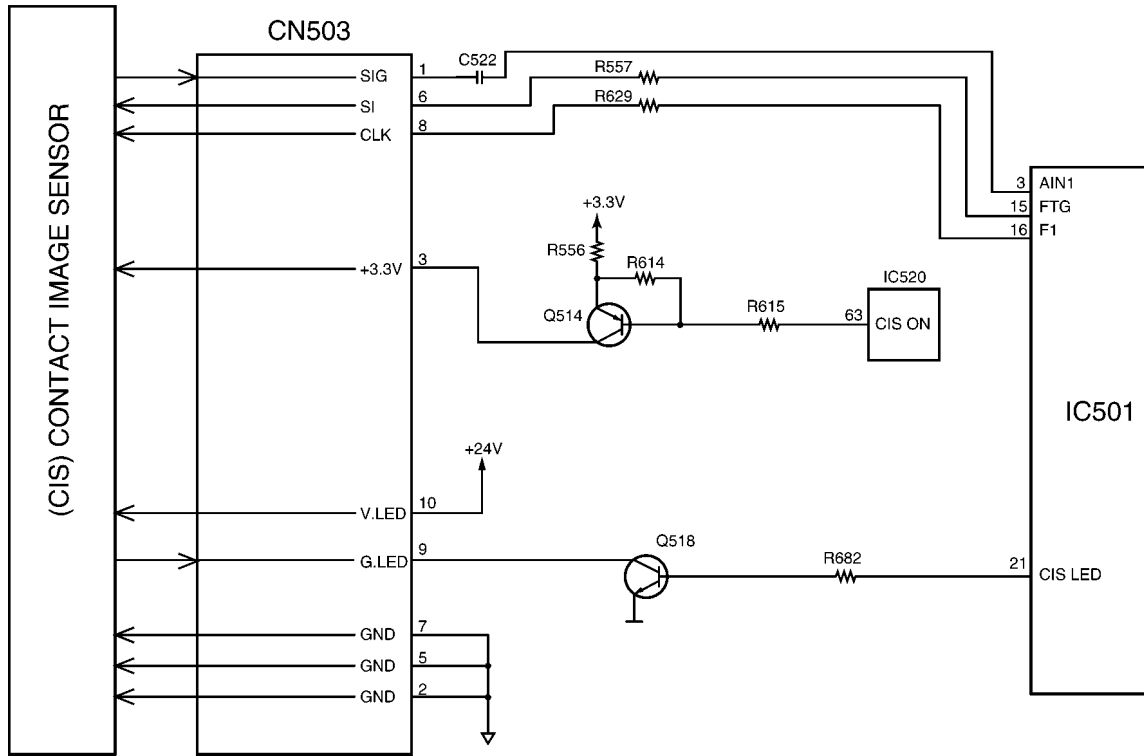 CN503
(CIS) CONTACT IMAGE SENSOR
SIG 1 C522
SI 6 R557
CLK 8 R629
3 AIN1
15 FTG
16 F1
+3.3V
R556
R614
+3.3V 3
Q514
R615
IC520
63 CIS ON
IC501
+24V
V.LED 10
G.LED 9
Q518
R682
21 CIS LED
GND 7
GND 5
GND 2